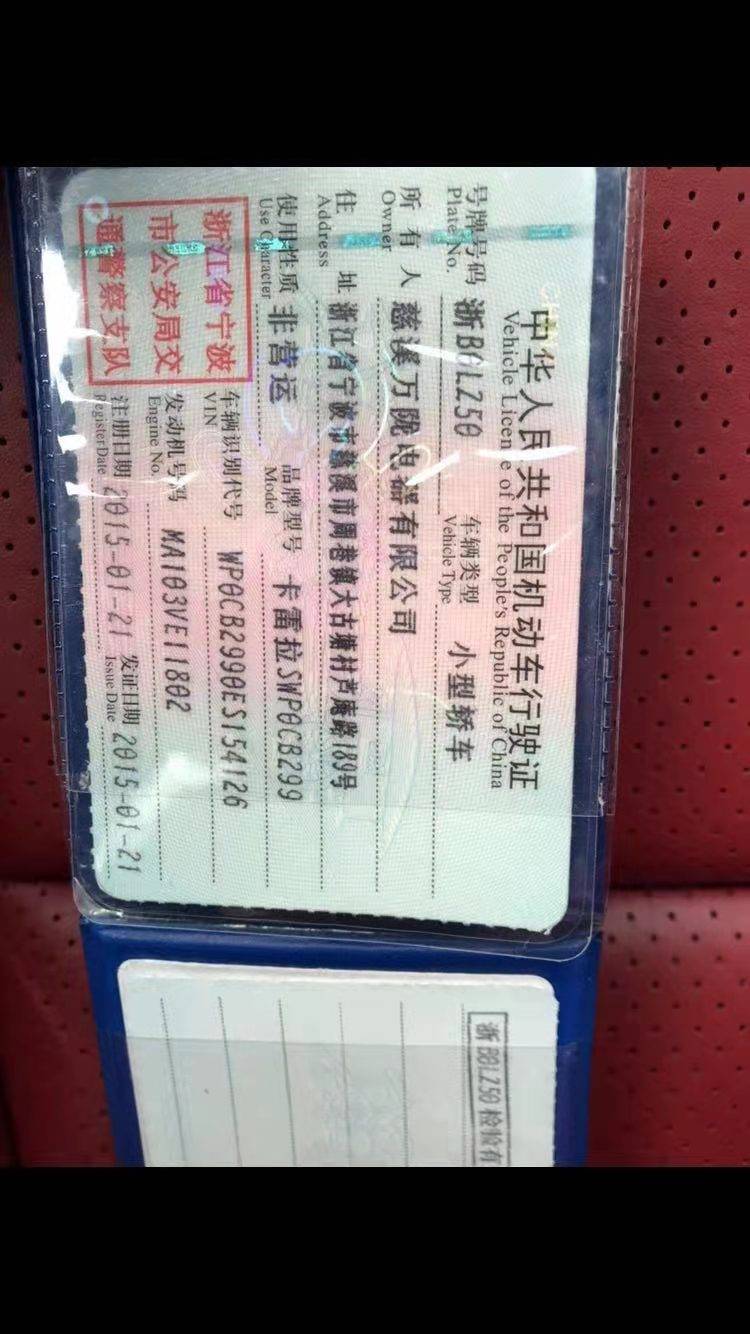 中华人民共和国机动车行驶证
Vehicle License of the People's Republic of China
号牌号码 浙B0LZ50 车辆类型 小型轿车
Plate No. Vehicle Type
所有人 慈溪万陇电器有限公司
Owner
住址 浙江省宁波市慈溪市周巷镇大古塘村芦庵路189号
Address
使用性质 非营运 品牌型号 卡雷拉SWP0CB299
Use Character Model
浙江省宁波
市公安局交
通警察支队
车辆识别代号 WP0CB2990ES154126
VIN
发动机号码 MA103VE11802
Engine No.
注册日期 2015-01-21 发证日期 2015-01-21
Register Date Issue Date
浙B0LZ50 检验有